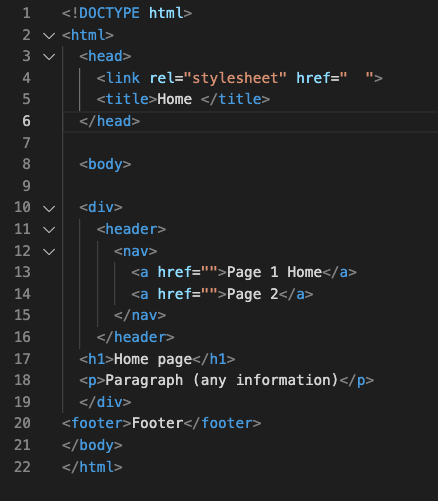 1 <!DOCTYPE html>
2 <html>
3 <head>
4 <link rel="stylesheet" href="  ">
5 <title>Home </title>
6 </head>
7
8 <body>
9
10 <div>
11 <header>
12 <nav>
13 <a href="">Page 1 Home</a>
14 <a href="">Page 2</a>
15 </nav>
16 </header>
17 <h1>Home page</h1>
18 <p>Paragraph (any information)</p>
19 </div>
20 <footer>Footer</footer>
21 </body>
22 </html>